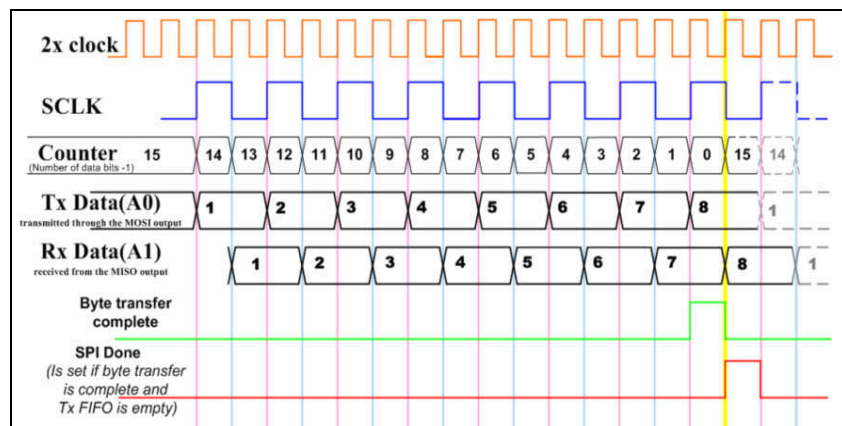 2x clock
SCLK
Counter 15 14 13 12 11 10 9 8 7 6 5 4 3 2 1 0 15 14
(Number of data bits -1)
Tx Data(A0) 1 2 3 4 5 6 7 8 1
transmitted through the MOSI output
Rx Data(A1) 1 2 3 4 5 6 7 8 1
received from the MISO output
Byte transfer
complete
SPI Done
(Is set if byte transfer
is complete and
Tx FIFO is empty)